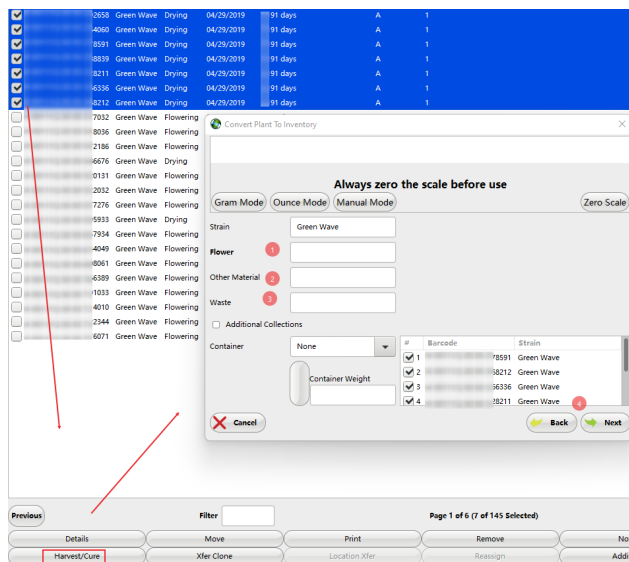 2658 Green Wave Drying 04/29/2019 91 days A 1
4060 Green Wave Drying 04/29/2019 91 days A 1
8591 Green Wave Drying 04/29/2019 91 days A 1
8839 Green Wave Drying 04/29/2019 91 days A 1
8211 Green Wave Drying 04/29/2019 91 days A 1
6336 Green Wave Drying 04/29/2019 91 days A 1
8212 Green Wave Drying 04/29/2019 91 days A 1
7032 Green Wave Flowering
8036 Green Wave Flowering
2186 Green Wave Flowering
6676 Green Wave Drying
0131 Green Wave Flowering
2032 Green Wave Flowering
7276 Green Wave Flowering
5933 Green Wave Drying
7934 Green Wave Flowering
4049 Green Wave Flowering
8061 Green Wave Flowering
6389 Green Wave Flowering
1033 Green Wave Flowering
4010 Green Wave Flowering
2344 Green Wave Flowering
6071 Green Wave Flowering
Convert Plant To Inventory
Always zero the scale before use
Gram Mode Ounce Mode Manual Mode Zero Scale
Strain Green Wave
Flower 1
Other Material 2
Waste 3
Additional Collections
Container None
Container Weight
# Barcode Strain
1 78591 Green Wave
2 58212 Green Wave
3 56336 Green Wave
4 28211 Green Wave
4
Cancel Back Next
Previous Filter Page 1 of 6 (7 of 145 Selected)
Details Move Print Remove No
Harvest/Cure Xfer Clone Location Xfer Reassign Addi